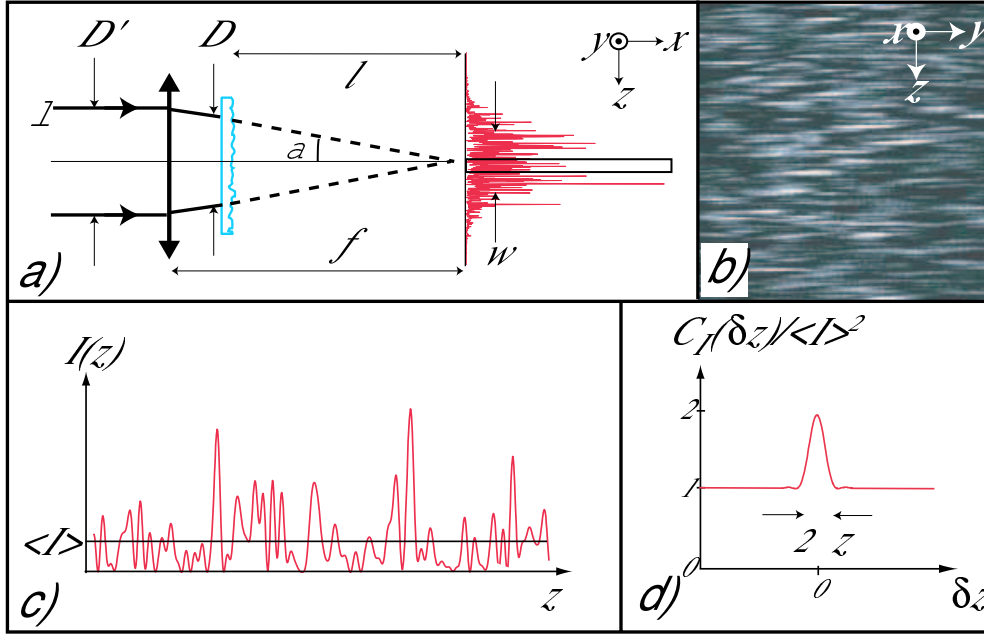 D'
D
l
y
x
z
a
f
w
a)
x
y
z
b)
I(z)
<I>
z
c)
C_I(δz)/<I>²
2
1
0
2 z
0
δz
d)